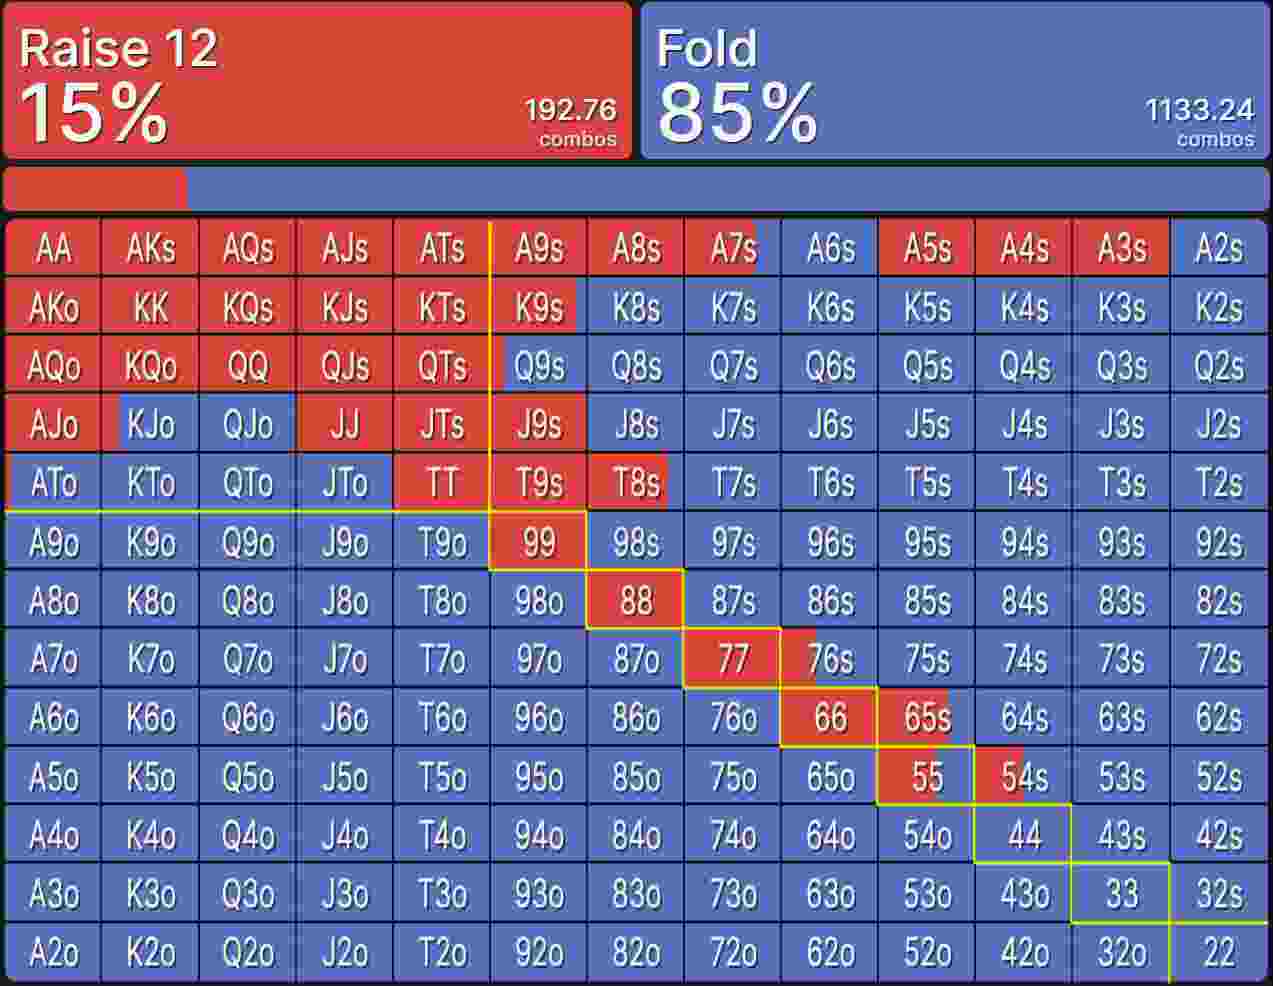 Raise 12 Fold
15% 192.76 combos 85% 1133.24 combos
AA AKs AQs AJs ATs A9s A8s A7s A6s A5s A4s A3s A2s
AKo KK KQs KJs KTs K9s K8s K7s K6s K5s K4s K3s K2s
AQo KQo QQ QJs QTs Q9s Q8s Q7s Q6s Q5s Q4s Q3s Q2s
AJo KJo QJo JJ JTs J9s J8s J7s J6s J5s J4s J3s J2s
ATo KTo QTo JTo TT T9s T8s T7s T6s T5s T4s T3s T2s
A9o K9o Q9o J9o T9o 99 98s 97s 96s 95s 94s 93s 92s
A8o K8o Q8o J8o T8o 98o 88 87s 86s 85s 84s 83s 82s
A7o K7o Q7o J7o T7o 97o 87o 77 76s 75s 74s 73s 72s
A6o K6o Q6o J6o T6o 96o 86o 76o 66 65s 64s 63s 62s
A5o K5o Q5o J5o T5o 95o 85o 75o 65o 55 54s 53s 52s
A4o K4o Q4o J4o T4o 94o 84o 74o 64o 54o 44 43s 42s
A3o K3o Q3o J3o T3o 93o 83o 73o 63o 53o 43o 33 32s
A2o K2o Q2o J2o T2o 92o 82o 72o 62o 52o 42o 32o 22